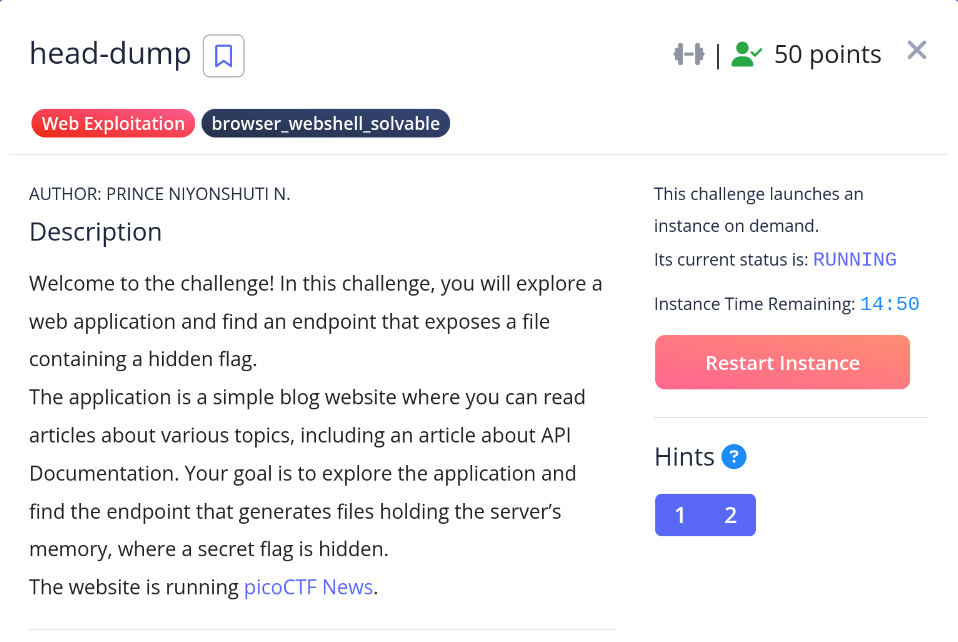 head-dump
| 50 points
Web Exploitation browser_webshell_solvable
AUTHOR: PRINCE NIYONSHUTI N.
Description
Welcome to the challenge! In this challenge, you will explore a
web application and find an endpoint that exposes a file
containing a hidden flag.
The application is a simple blog website where you can read
articles about various topics, including an article about API
Documentation. Your goal is to explore the application and
find the endpoint that generates files holding the server’s
memory, where a secret flag is hidden.
The website is running picoCTF News.
This challenge launches an
instance on demand.
Its current status is: RUNNING
Instance Time Remaining: 14:50
Restart Instance
Hints ?
1 2